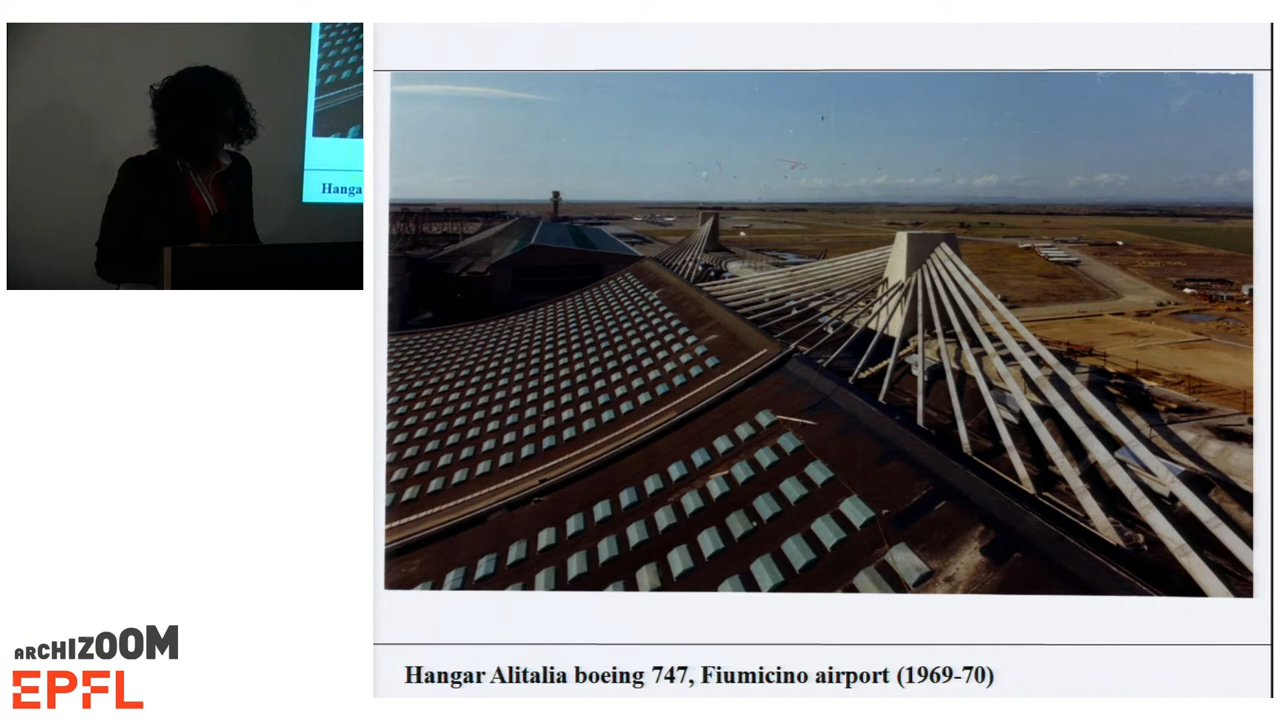 Hanga
ARCHIZOOM
EPFL
Hangar Alitalia boeing 747, Fiumicino airport (1969-70)